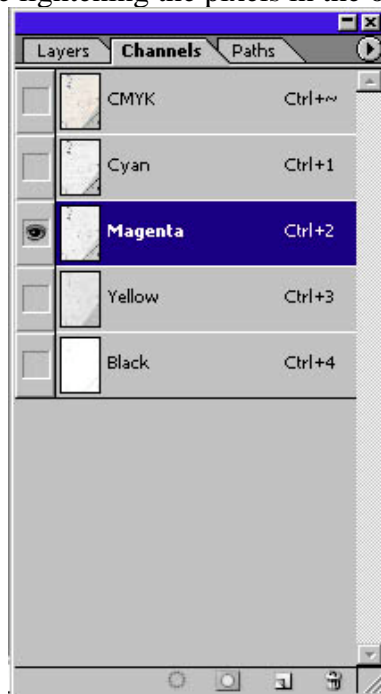 lightening the pixels in the
Layers Channels Paths
CMYK Ctrl+~
Cyan Ctrl+1
Magenta Ctrl+2
Yellow Ctrl+3
Black Ctrl+4